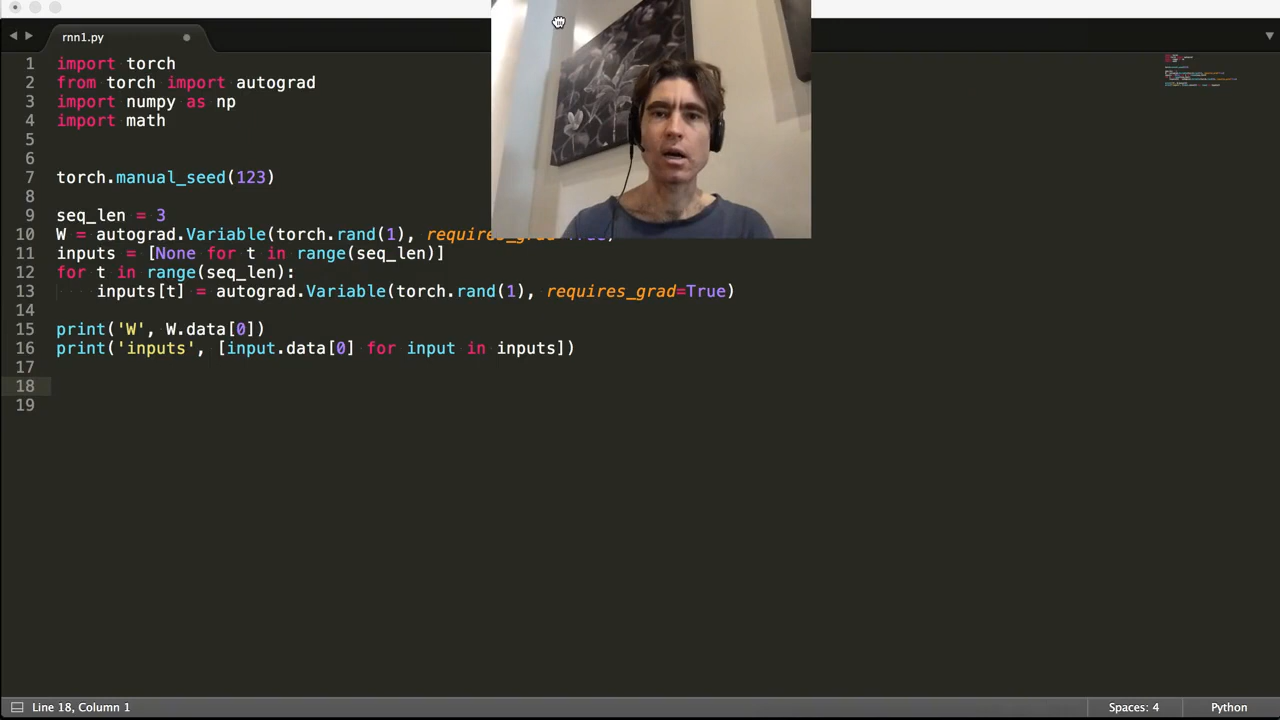 rnn1.py
1 import torch
2 from torch import autograd
3 import numpy as np
4 import math
5
6
7 torch.manual_seed(123)
8
9 seq_len = 3
10 W = autograd.Variable(torch.rand(1), requires_grad=True)
11 inputs = [None for t in range(seq_len)]
12 for t in range(seq_len):
13 inputs[t] = autograd.Variable(torch.rand(1), requires_grad=True)
14
15 print('W', W.data[0])
16 print('inputs', [input.data[0] for input in inputs])
17
18
19
Line 18, Column 1 Spaces: 4 Python